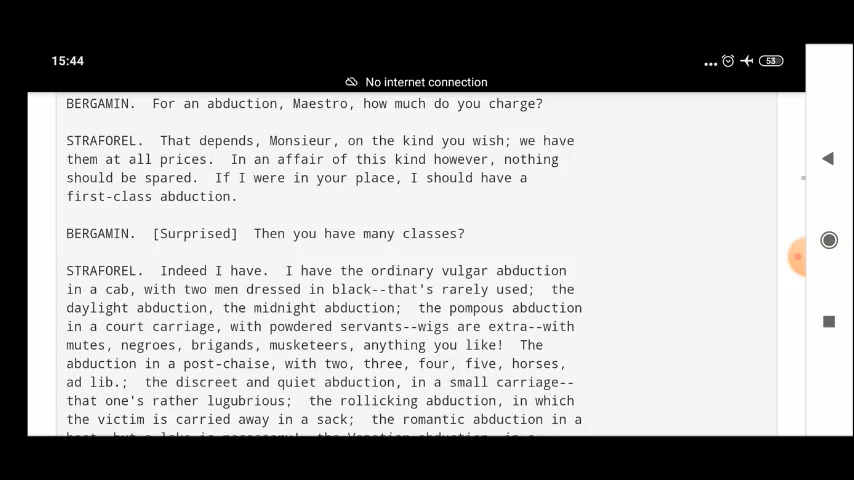 15:44
... 53
No internet connection
BERGAMIN. For an abduction, Maestro, how much do you charge?
STRAFOREL. That depends, Monsieur, on the kind you wish; we have
them at all prices. In an affair of this kind however, nothing
should be spared. If I were in your place, I should have a
first-class abduction.
BERGAMIN. [Surprised] Then you have many classes?
STRAFOREL. Indeed I have. I have the ordinary vulgar abduction
in a cab, with two men dressed in black--that's rarely used; the
daylight abduction, the midnight abduction; the pompous abduction
in a court carriage, with powdered servants--wigs are extra--with
mutes, negroes, brigands, musketeers, anything you like! The
abduction in a post-chaise, with two, three, four, five, horses,
ad lib.; the discreet and quiet abduction, in a small carriage--
that one's rather lugubrious; the rollicking abduction, in which
the victim is carried away in a sack; the romantic abduction in a